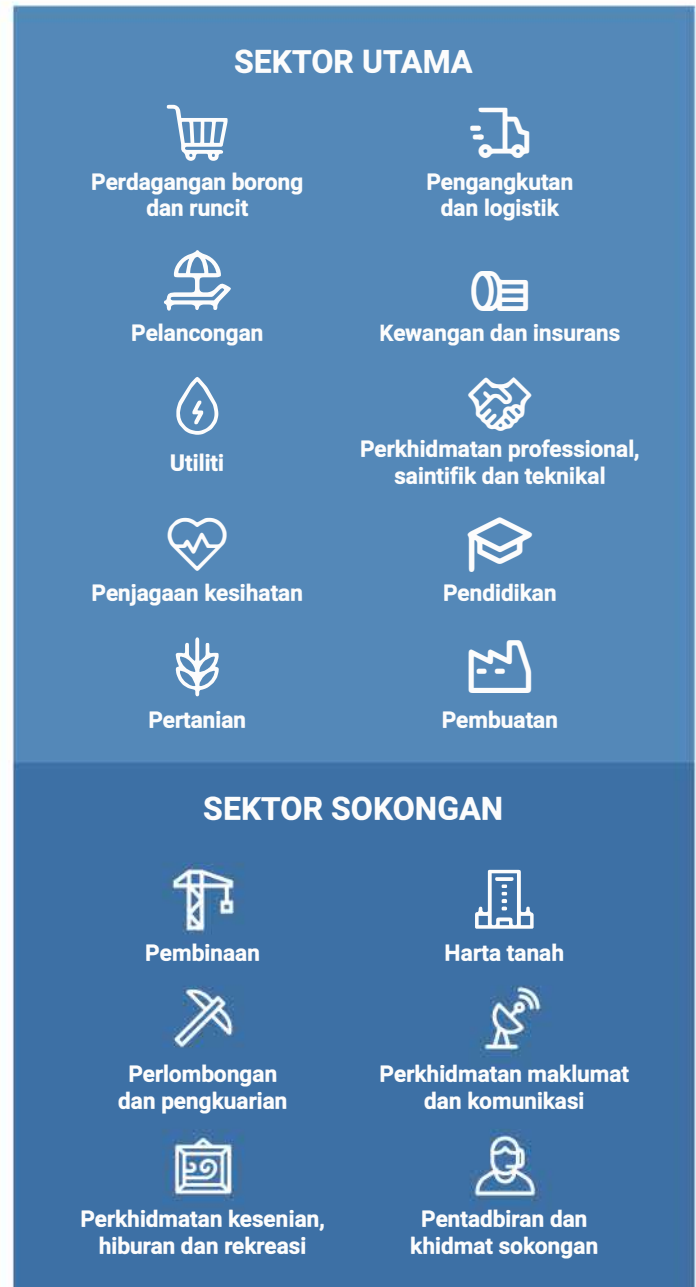 SEKTOR UTAMA
Perdagangan borong
dan runcit
Pengangkutan
dan logistik
Pelancongan
Kewangan dan insurans
Utiliti
Perkhidmatan professional,
saintifik dan teknikal
Penjagaan kesihatan
Pendidikan
Pertanian
Pembuatan
SEKTOR SOKONGAN
Pembinaan
Harta tanah
Perlombongan
dan pengkuarian
Perkhidmatan maklumat
dan komunikasi
Perkhidmatan kesenian,
hiburan dan rekreasi
Pentadbiran dan
khidmat sokongan